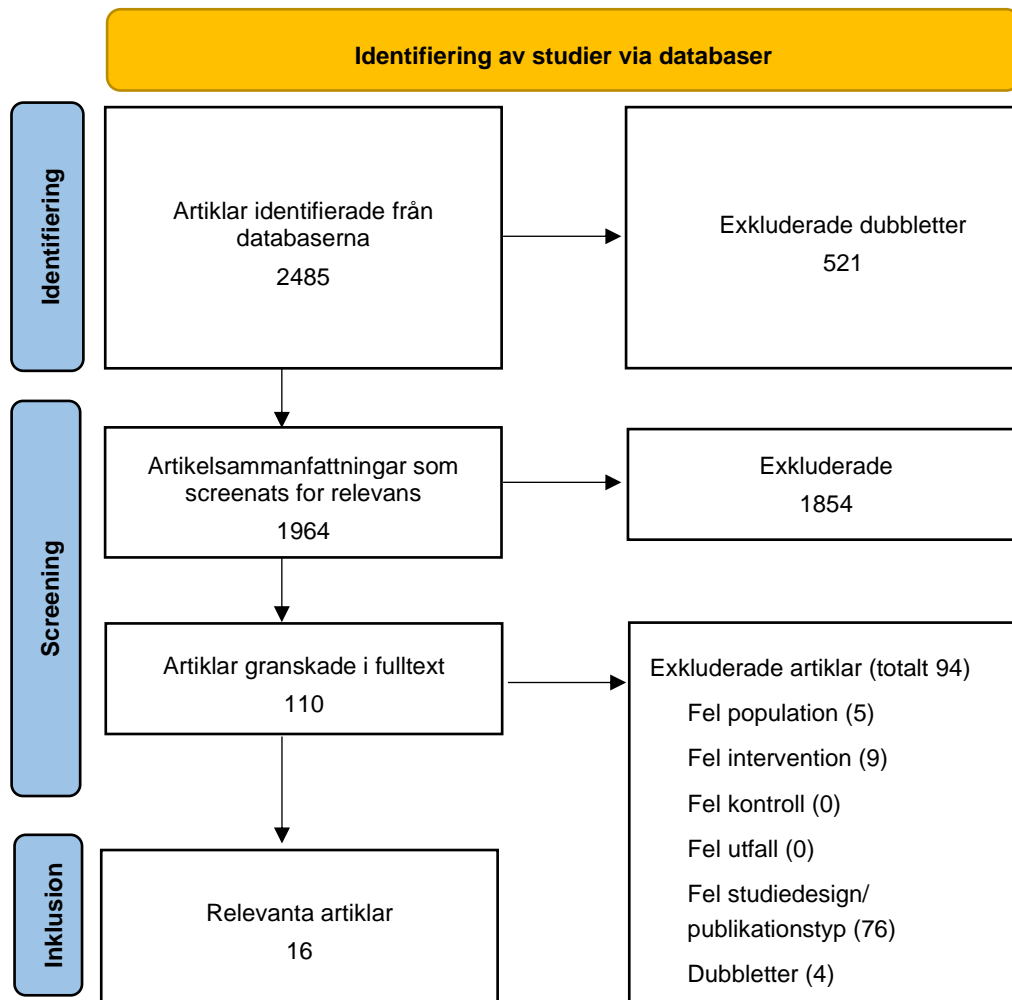 Identifiering av studier via databaser
Identifiering
Artiklar identifierade från
databaserna
2485
Exkluderade dubbletter
521
Screening
Artikelsammanfattningar som
screenats for relevans
1964
Exkluderade
1854
Artiklar granskade i fulltext
110
Exkluderade artiklar (totalt 94)
Fel population (5)
Fel intervention (9)
Fel kontroll (0)
Fel utfall (0)
Fel studiedesign/
publikationstyp (76)
Dubbletter (4)
Inklusion
Relevanta artiklar
16